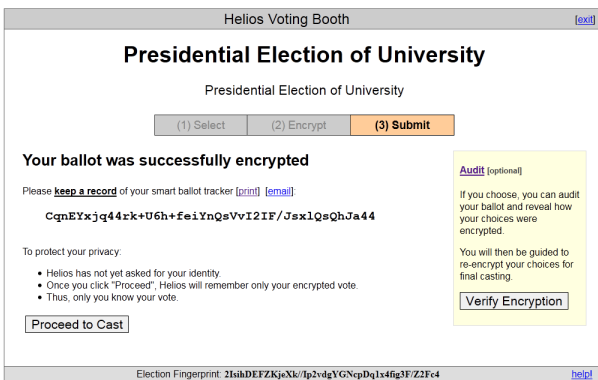 Helios Voting Booth [exit]
Presidential Election of University
Presidential Election of University
(1) Select (2) Encrypt (3) Submit
Your ballot was successfully encrypted
Please keep a record of your smart ballot tracker [print] [email]:
CqnEYxjq44rk+U6h+feiYnQsVvI2IF/JsxlQsQhJa44
To protect your privacy:
• Helios has not yet asked for your identity.
• Once you click "Proceed", Helios will remember only your encrypted vote.
• Thus, only you know your vote.
Proceed to Cast
Audit [optional]
If you choose, you can audit
your ballot and reveal how
your choices were
encrypted.
You will then be guided to
re-encrypt your choices for
final casting.
Verify Encryption
Election Fingerprint: 2IsihDEFZKjeXk//Ip2vdgYGNcpDq1x4fig3F/Z2Fc4 help!